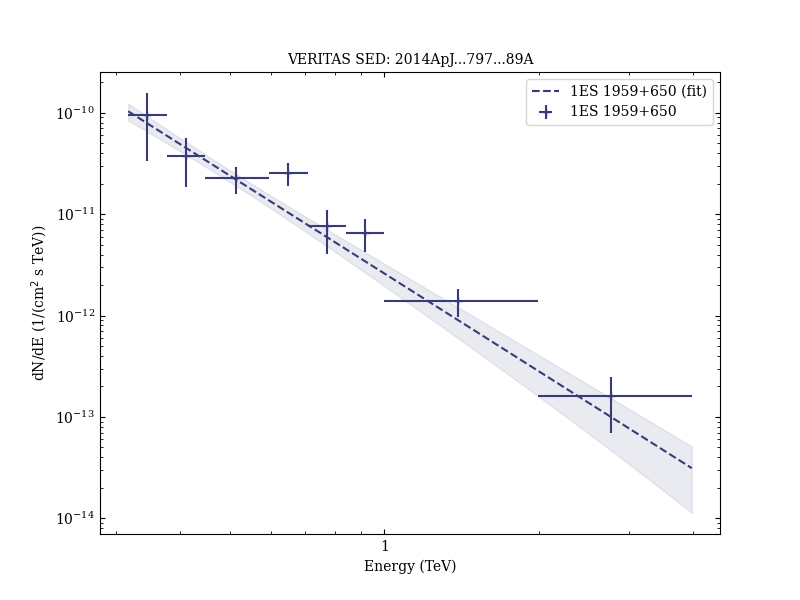 VERITAS SED: 2014ApJ...797...89A
1ES 1959+650 (fit)
1ES 1959+650
10⁻¹⁰
10⁻¹¹
10⁻¹²
10⁻¹³
10⁻¹⁴
dN/dE (1/(cm² s TeV))
1
Energy (TeV)